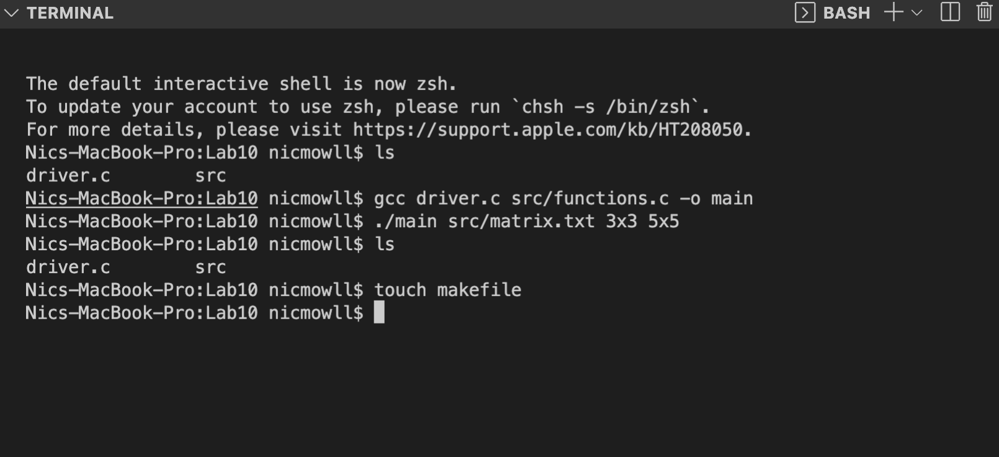 TERMINAL BASH
The default interactive shell is now zsh.
To update your account to use zsh, please run `chsh -s /bin/zsh`.
For more details, please visit https://support.apple.com/kb/HT208050.
Nics-MacBook-Pro:Lab10 nicmowll$ ls
driver.c        src
Nics-MacBook-Pro:Lab10 nicmowll$ gcc driver.c src/functions.c -o main
Nics-MacBook-Pro:Lab10 nicmowll$ ./main src/matrix.txt 3x3 5x5
Nics-MacBook-Pro:Lab10 nicmowll$ ls
driver.c        src
Nics-MacBook-Pro:Lab10 nicmowll$ touch makefile
Nics-MacBook-Pro:Lab10 nicmowll$